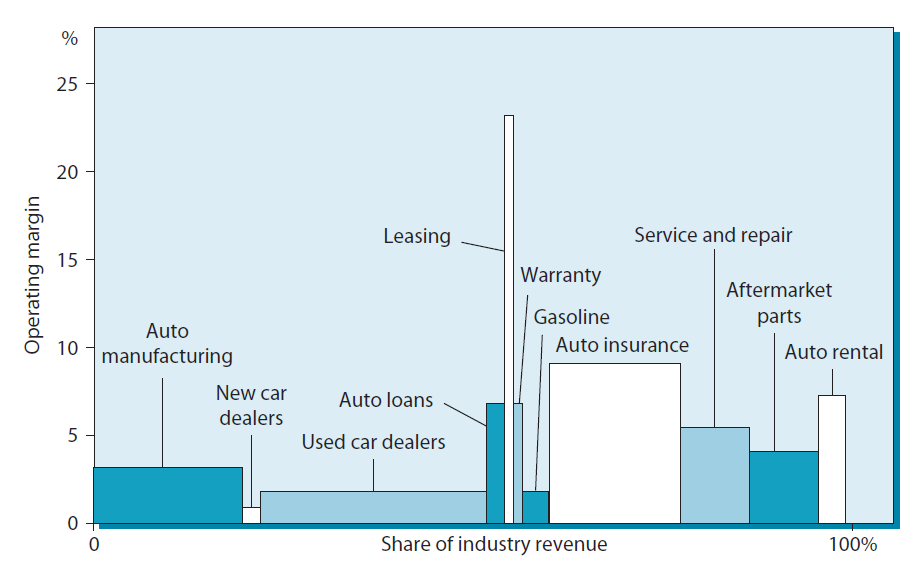 %
25
20
15
10
5
0
Operating margin
Leasing
Service and repair
Warranty
Aftermarket
parts
Gasoline
Auto
manufacturing
Auto insurance
Auto rental
New car
dealers
Auto loans
Used car dealers
0
Share of industry revenue
100%